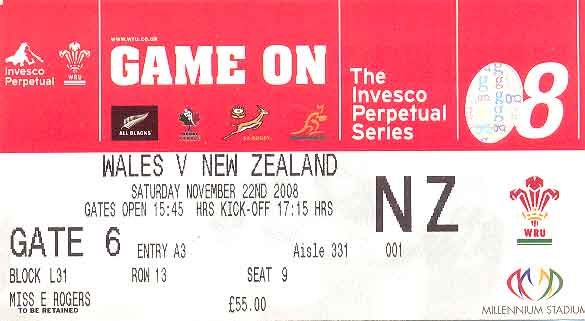 www.wru.co.uk
GAME ON
Invesco
Perpetual
WRU
ALL BLACKS
The
Invesco
Perpetual
Series
08
WALES V NEW ZEALAND
SATURDAY NOVEMBER 22ND 2008
GATES OPEN 15:45 HRS KICK-OFF 17:15 HRS
NZ
GATE 6 ENTRY A3 Aisle 331 001
BLOCK L31 ROW 13 SEAT 9
MISS E ROGERS £55.00
TO BE RETAINED
WRU
MILLENNIUM STADIUM